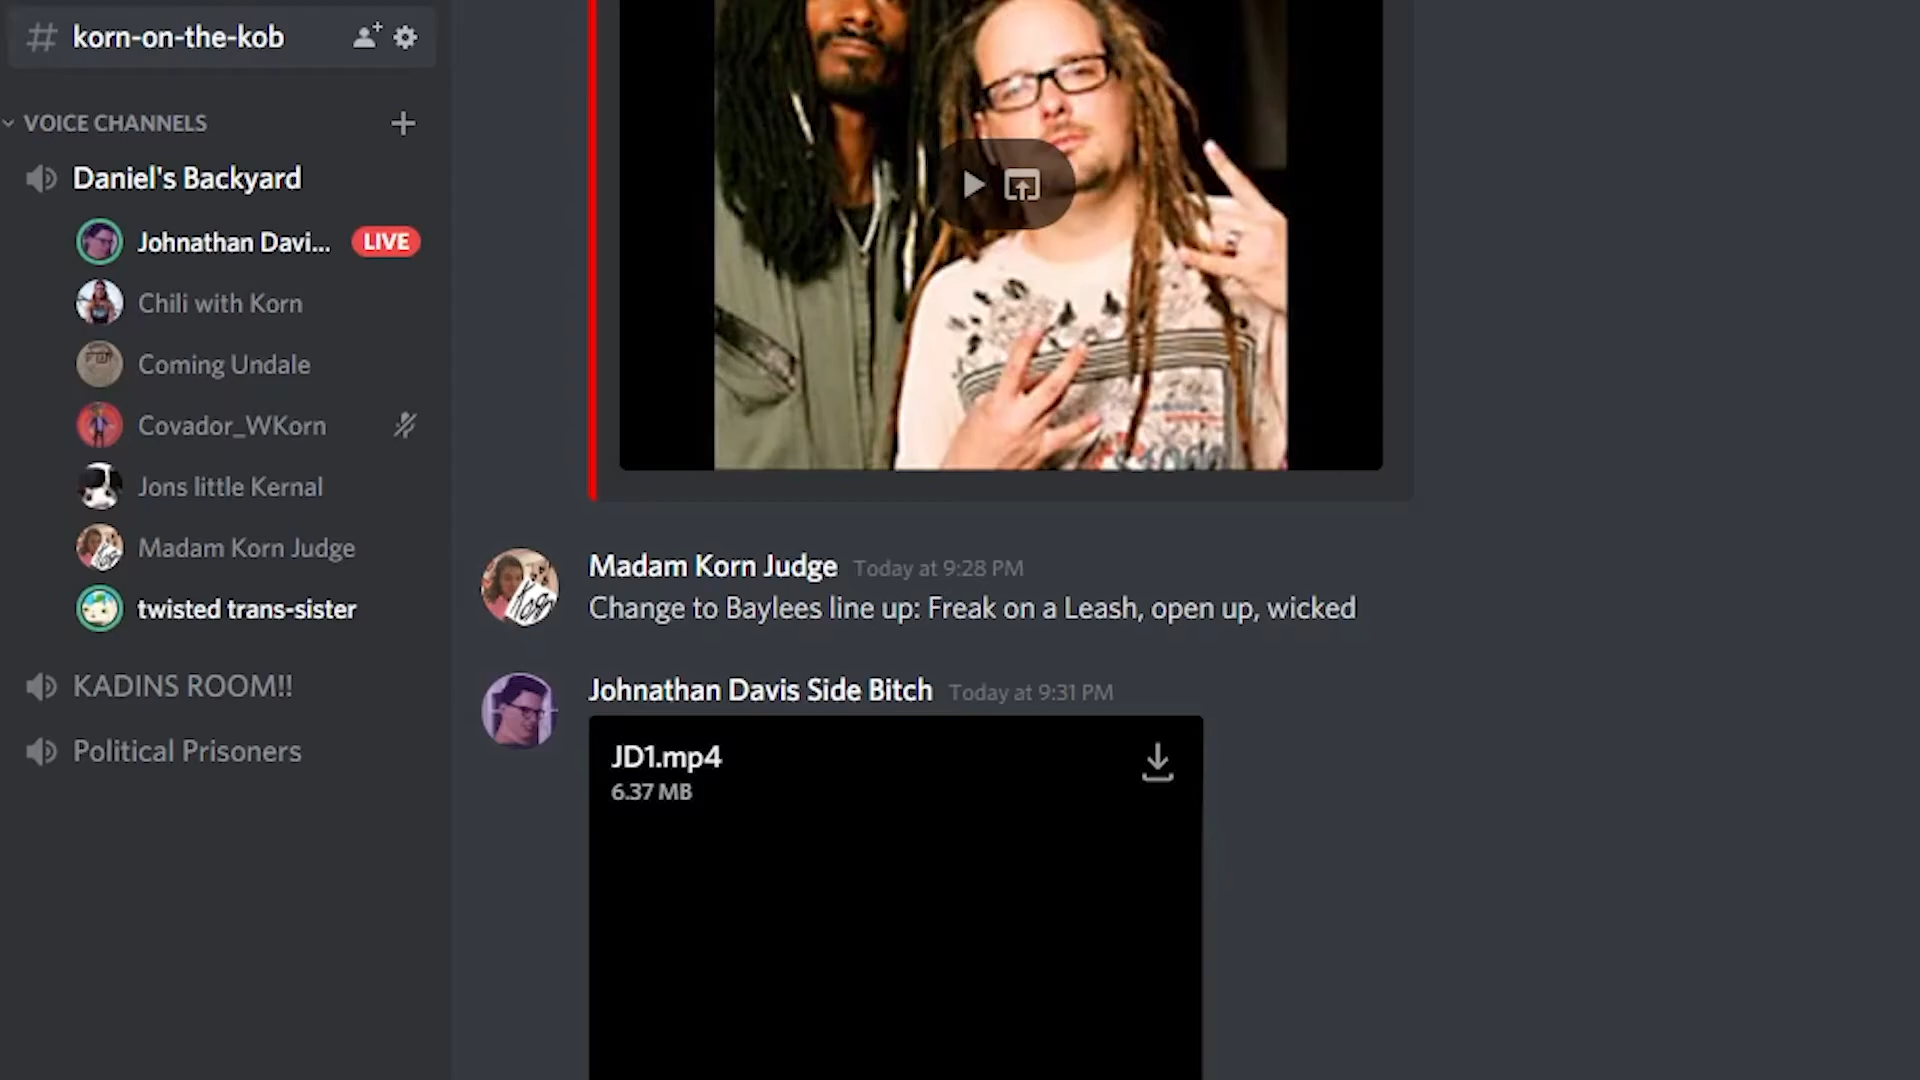 # korn-on-the-kob
VOICE CHANNELS
Daniel's Backyard
Johnathan Davi... LIVE
Chili with Korn
Coming Undale
Covador_WKorn
Jons little Kernal
Madam Korn Judge
twisted trans-sister
KADINS ROOM!!
Political Prisoners
Madam Korn Judge Today at 9:28 PM
Change to Baylees line up: Freak on a Leash, open up, wicked
Johnathan Davis Side Bitch Today at 9:31 PM
JD1.mp4
6.37 MB